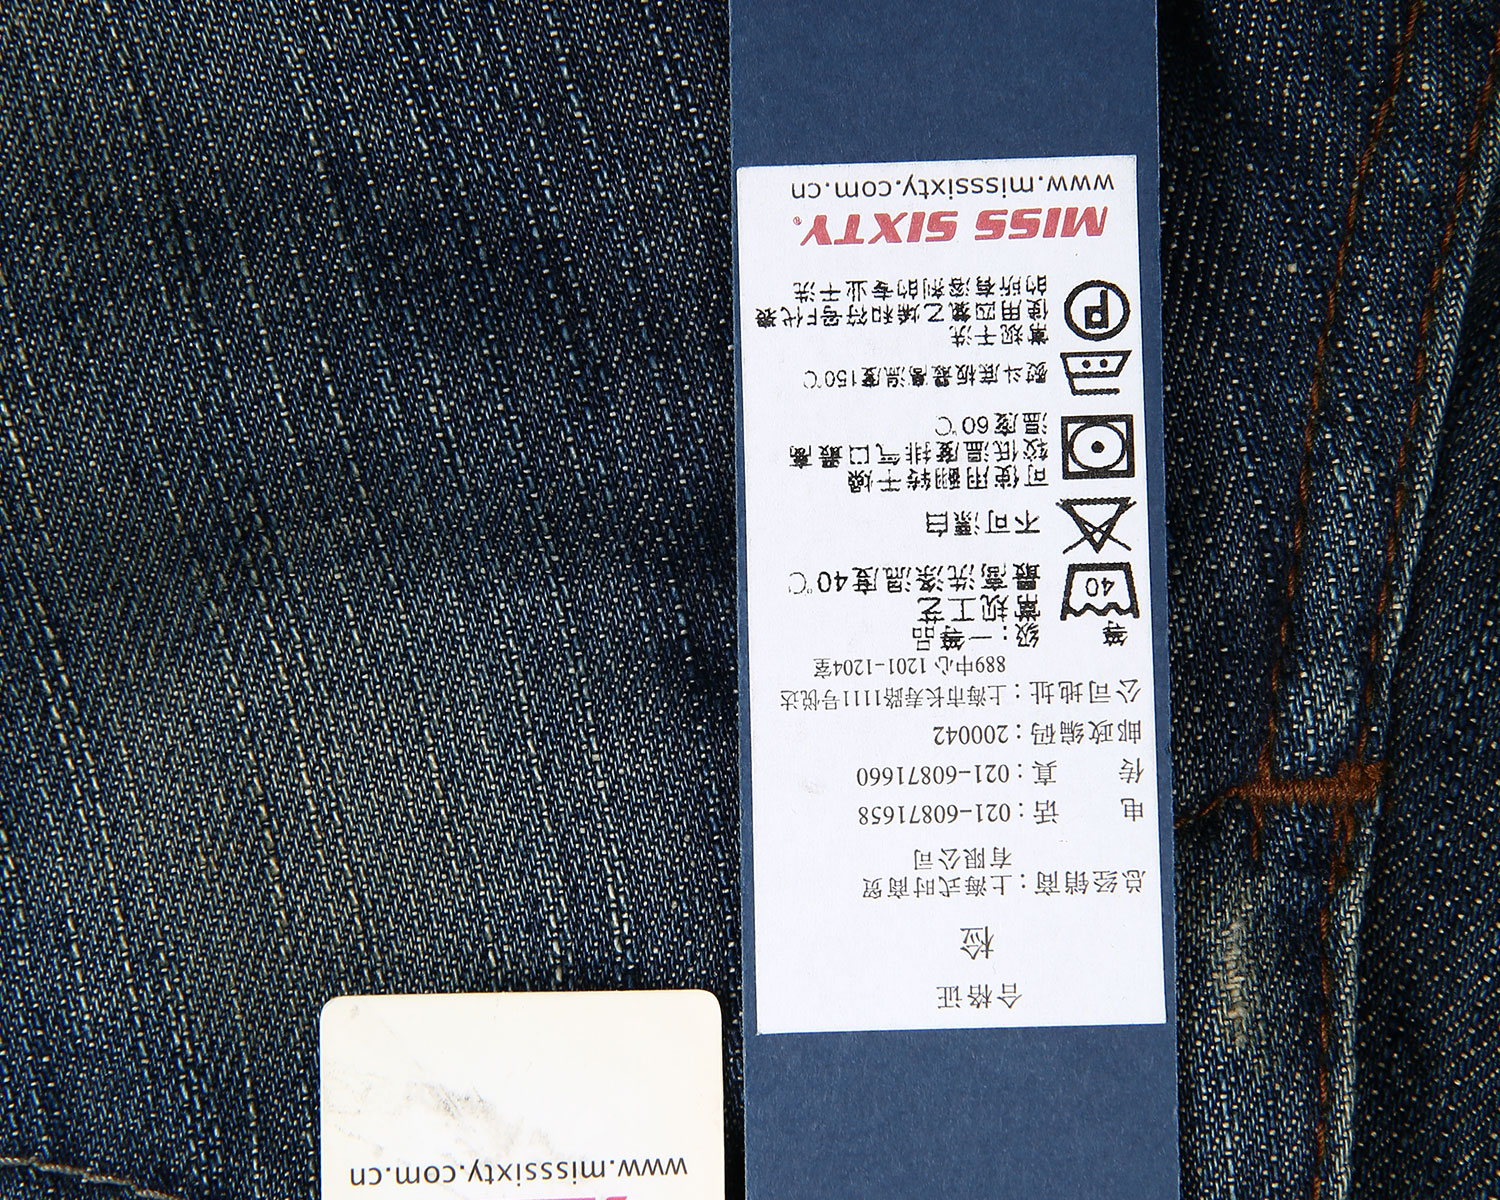 合格证
检
总经销商：上海式时商贸
有限公司
电 话：021-60871658
传 真：021-60871660
邮政编码：200042
公司地址：上海市长寿路1111号悦达
889中心 1201-1204室
等 级：一等品
常规工艺
40 最高洗涤温度40℃
不可漂白
可使用翻转干燥
较低温度排气口最高
温度60℃
熨斗底板最高温度150℃
常规干洗
P 使用四氯乙烯和符号F代表
的所有溶剂的专业干洗
MISS SIXTY®
www.misssixty.com.cn
www.misssixty.com.cn